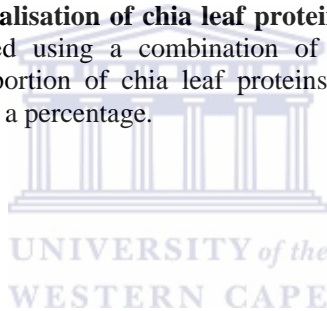 alisation of chia leaf protein
ed using a combination of
portion of chia leaf proteins
a percentage.
UNIVERSITY of the
WESTERN CAPE